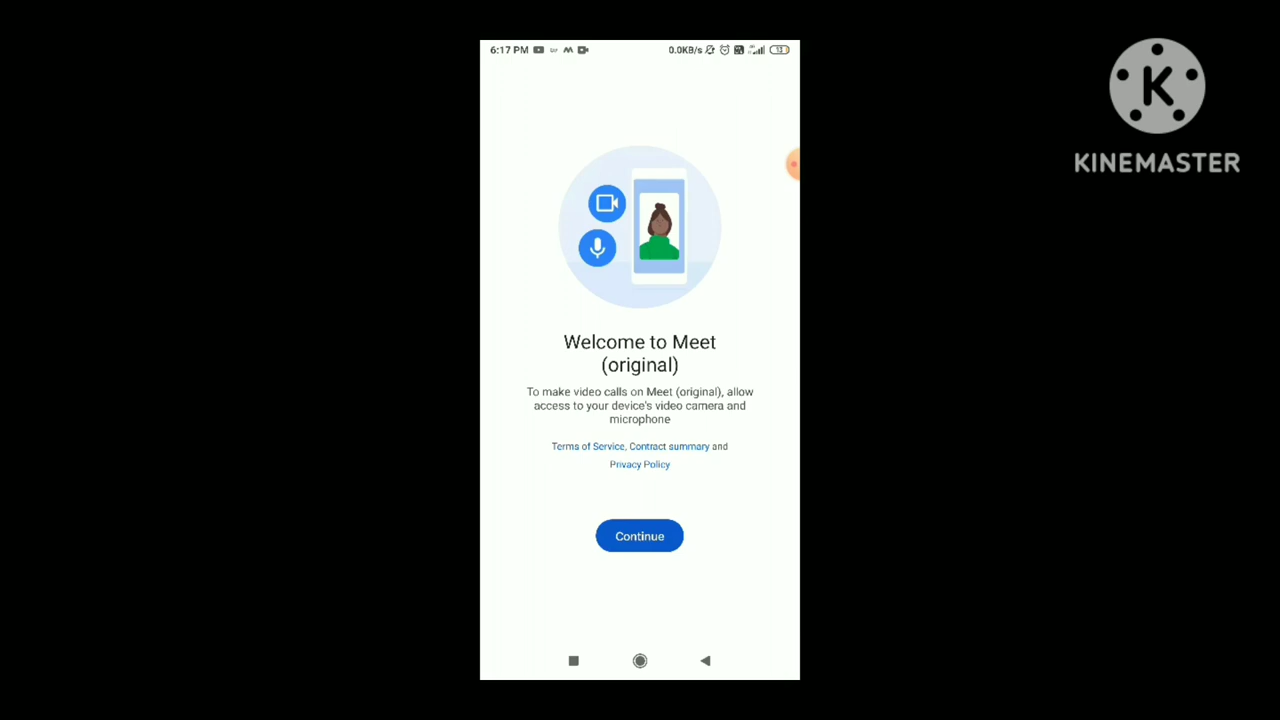 6:17 PM
0.0KB/s
13
K
KINEMASTER
Welcome to Meet
(original)
To make video calls on Meet (original), allow
access to your device's video camera and
microphone
Terms of Service, Contract summary and
Privacy Policy
Continue